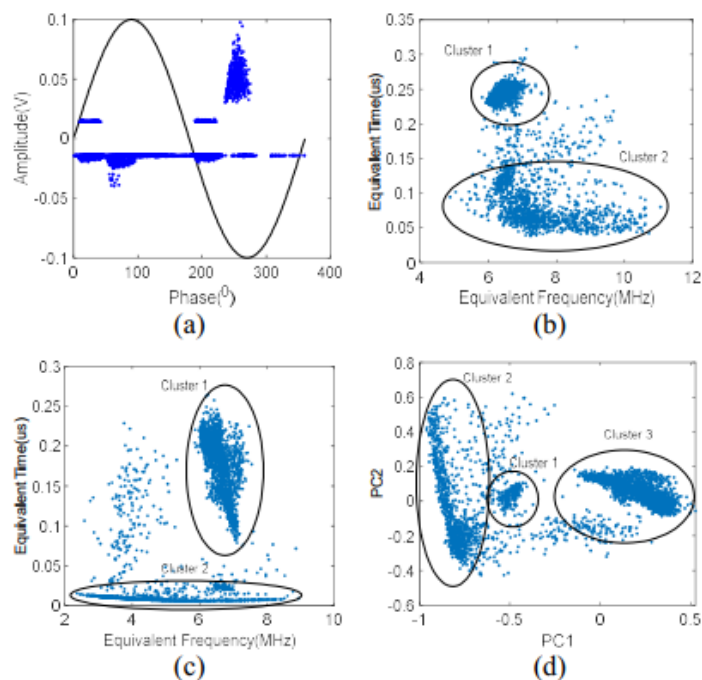 0.1
0.05
0
-0.05
-0.1
Amplitude(V)
0 100 200 300 400
Phase(⁰)
(a)
0.35
0.3
0.25
0.2
0.15
0.1
0.05
0
Equivalent Time(us)
Cluster 1
Cluster 2
4 6 8 10 12
Equivalent Frequency(MHz)
(b)
0.3
0.25
0.2
0.15
0.1
0.05
0
Equivalent Time(us)
Cluster 1
Cluster 2
2 4 6 8 10
Equivalent Frequency(MHz)
(c)
0.8
0.6
0.4
0.2
0
-0.2
-0.4
-0.6
PC2
Cluster 2
Cluster 3
Cluster 1
-1 -0.5 0 0.5
PC1
(d)